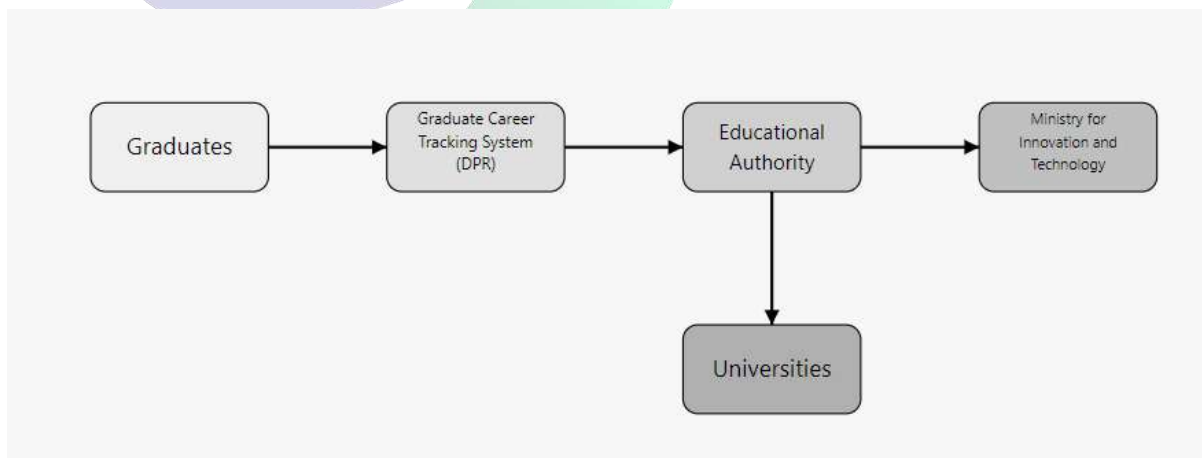 Graduates
Graduate Career
Tracking System
(DPR)
Educational
Authority
Ministry for
Innovation and
Technology
Universities